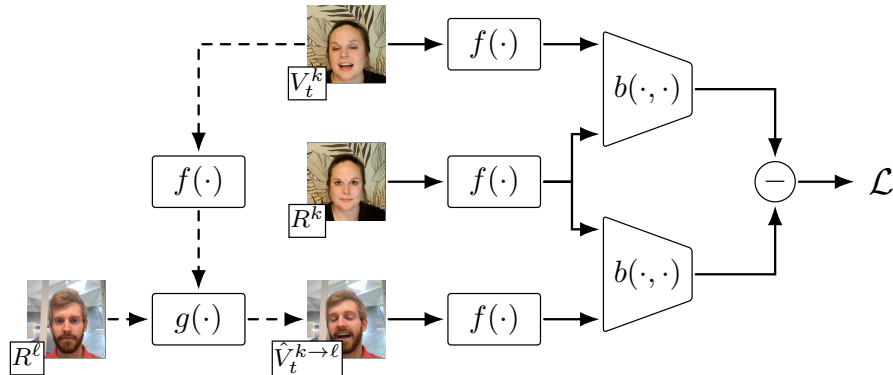 f(·)
b(·, ·)
V_t^k
f(·)
− ℒ
f(·)
R^k
b(·, ·)
g(·)
f(·)
R^ℓ
V̂_t^{k→ℓ}